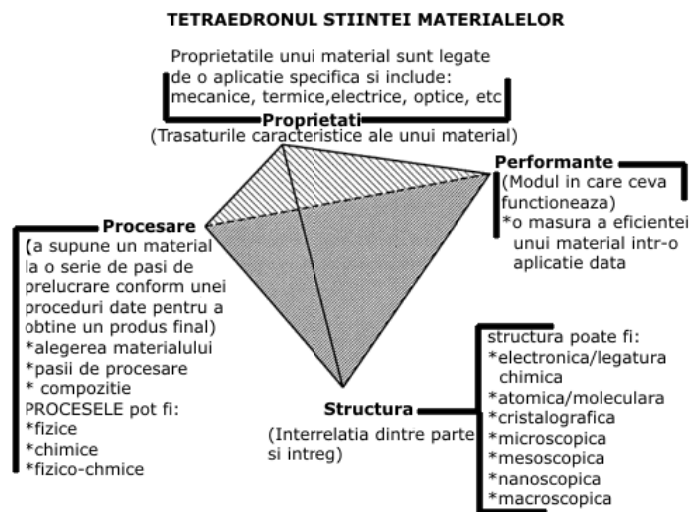 TETRAEDRONUL STIINTEI MATERIALELOR
Proprietatile unui material sunt legate
de o aplicatie specifica si include:
mecanice, termice,electrice, optice, etc
Proprietati
(Trasaturile caracteristice ale unui material)
Performante
(Modul in care ceva
functioneaza)
*o masura a eficientei
unui material intr-o
aplicatie data
Procesare
(a supune un material
la o serie de pasi de
prelucrare conform unei
proceduri date pentru a
obtine un produs final)
*alegerea materialului
*pasii de procesare
* compozitie
PROCESELE pot fi:
*fizice
*chimice
*fizico-chmice
Structura
(Interrelatia dintre parte
si intreg)
structura poate fi:
*electronica/legatura
chimica
*atomica/moleculara
*cristalografica
*microscopica
*mesoscopica
*nanoscopica
*macroscopica